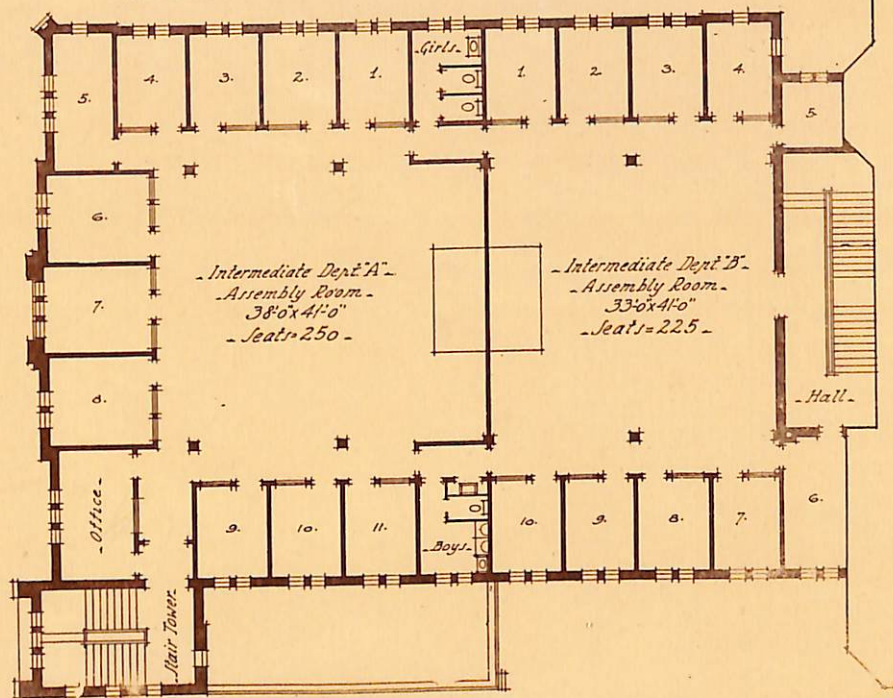 Girls
5.
4.
3.
2.
1.
1.
2.
3.
4.
5.
6.
7.
8.
Intermediate Dept "A"
Assembly Room
38'-0" x 41'-0"
Seats = 250
Intermediate Dept "B"
Assembly Room
33'-0" x 41'-0"
Seats = 225
Hall
Office
9.
10.
11.
Boys
10.
9.
8.
7.
6.
Stair Tower